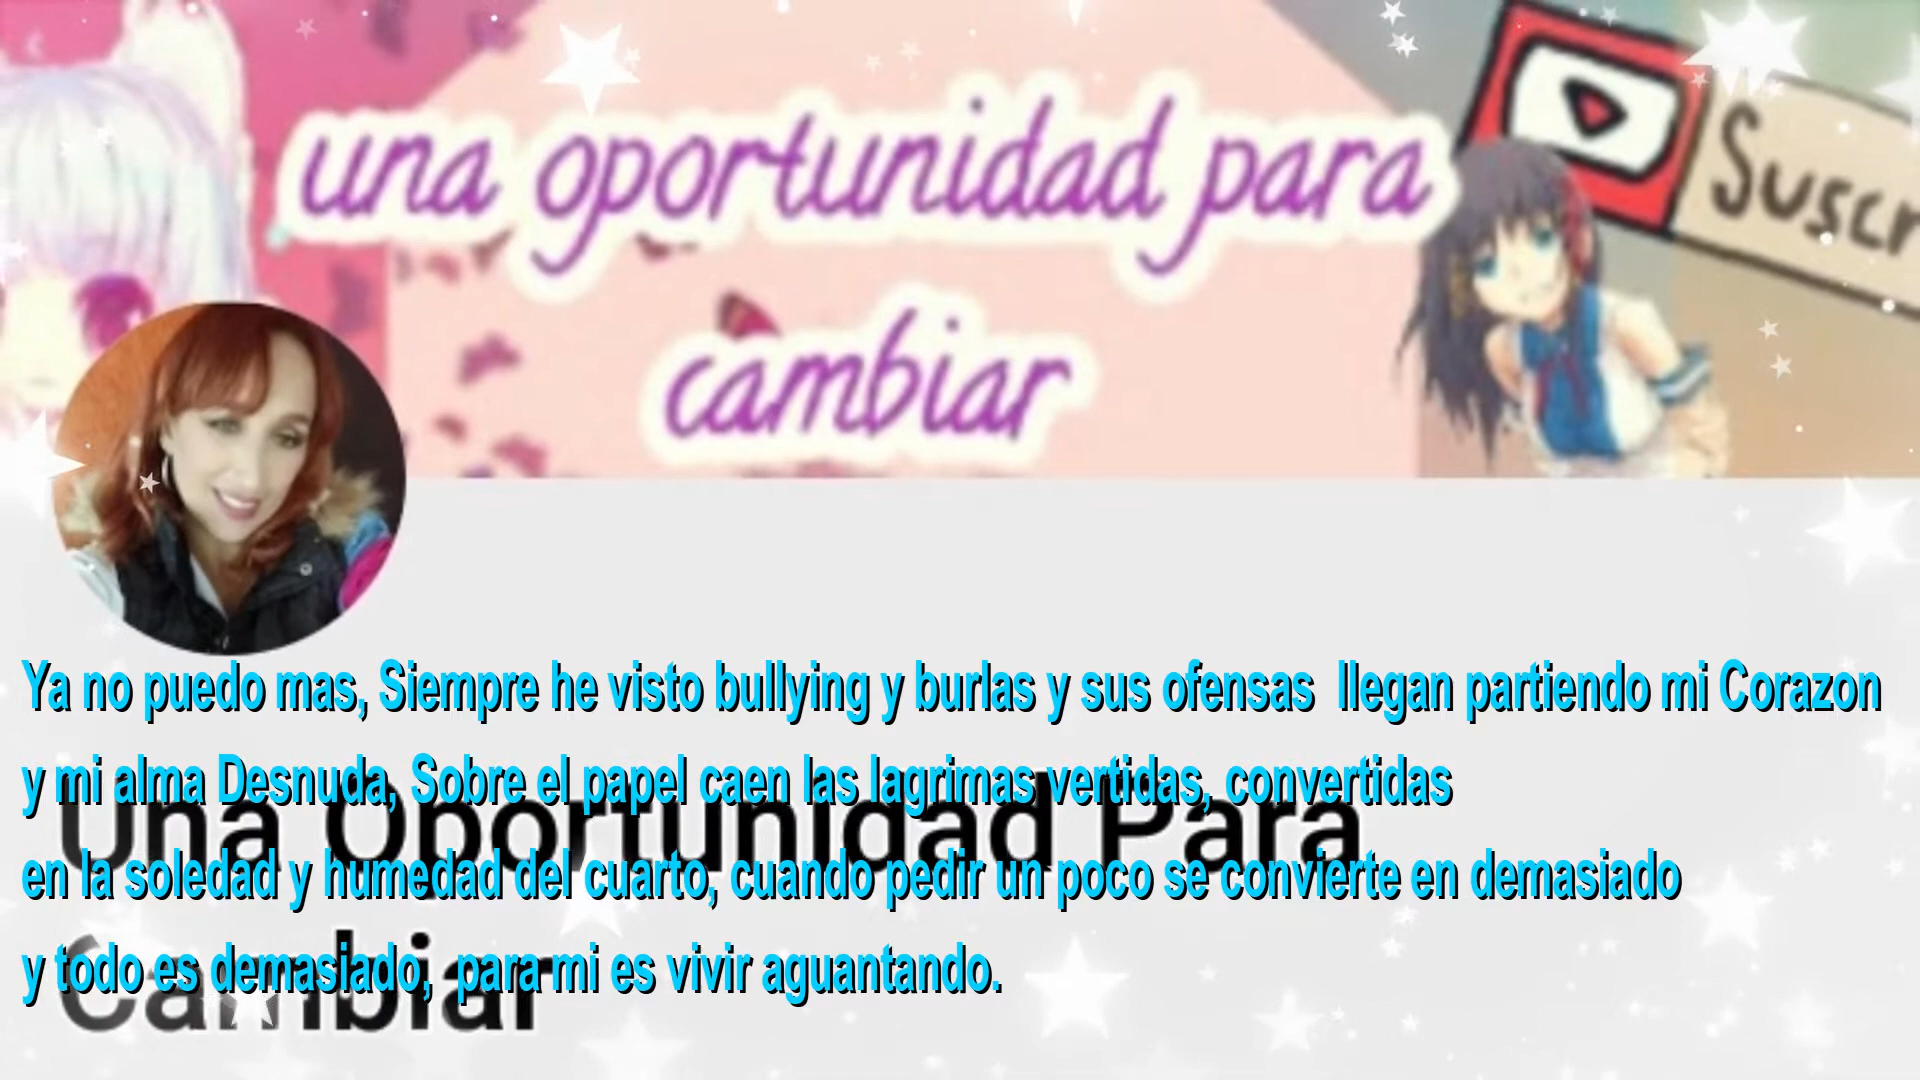 una oportunidad para
cambiar
Suscr
Ya no puedo mas, Siempre he visto bullying y burlas y sus ofensas llegan partiendo mi Corazon
y mi alma Desnuda, Sobre el papel caen las lagrimas vertidas, convertidas
Una Oportunidad Para
en la soledad y humedad del cuarto, cuando pedir un poco se convierte en demasiado
y todo es demasiado, para mi es vivir aguantando.
Cambiar